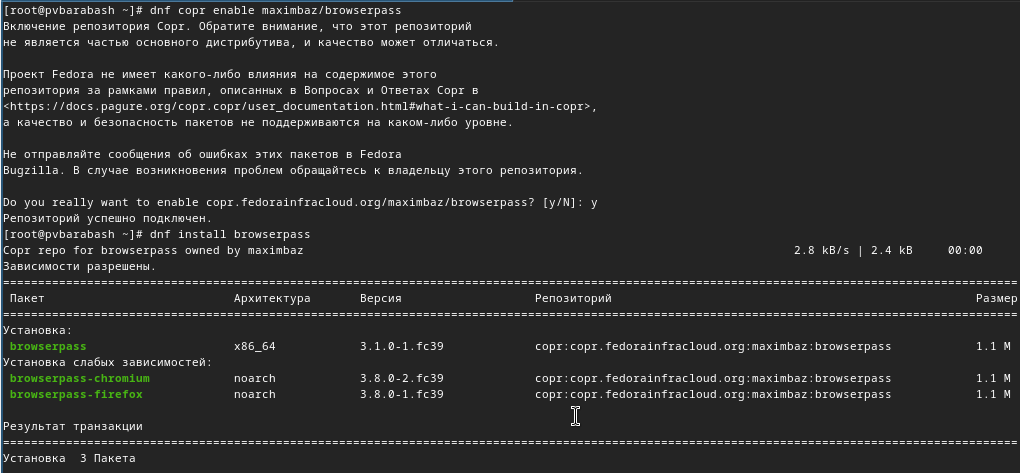 [root@pvbarabash ~]# dnf copr enable maximbaz/browserpass
Включение репозитория Copr. Обратите внимание, что этот репозиторий
не является частью основного дистрибутива, и качество может отличаться.
Проект Fedora не имеет какого-либо влияния на содержимое этого
репозитория за рамками правил, описанных в Вопросах и Ответах Copr в
<https://docs.pagure.org/copr.copr/user_documentation.html#what-i-can-build-in-copr>,
а качество и безопасность пакетов не поддерживаются на каком-либо уровне.
Не отправляйте сообщения об ошибках этих пакетов в Fedora
Bugzilla. В случае возникновения проблем обращайтесь к владельцу этого репозитория.
Do you really want to enable copr.fedorainfracloud.org/maximbaz/browserpass? [y/N]: y
Репозиторий успешно подключен.
[root@pvbarabash ~]# dnf install browserpass
Copr repo for browserpass owned by maximbaz 2.8 kB/s | 2.4 kB 00:00
Зависимости разрешены.
Пакет Архитектура Версия Репозиторий Размер
Установка:
browserpass x86_64 3.1.0-1.fc39 copr:copr.fedorainfracloud.org:maximbaz:browserpass 1.1 M
Установка слабых зависимостей:
browserpass-chromium noarch 3.8.0-2.fc39 copr:copr.fedorainfracloud.org:maximbaz:browserpass 1.1 M
browserpass-firefox noarch 3.8.0-1.fc39 copr:copr.fedorainfracloud.org:maximbaz:browserpass 1.1 M
Результат транзакции
Установка 3 Пакета